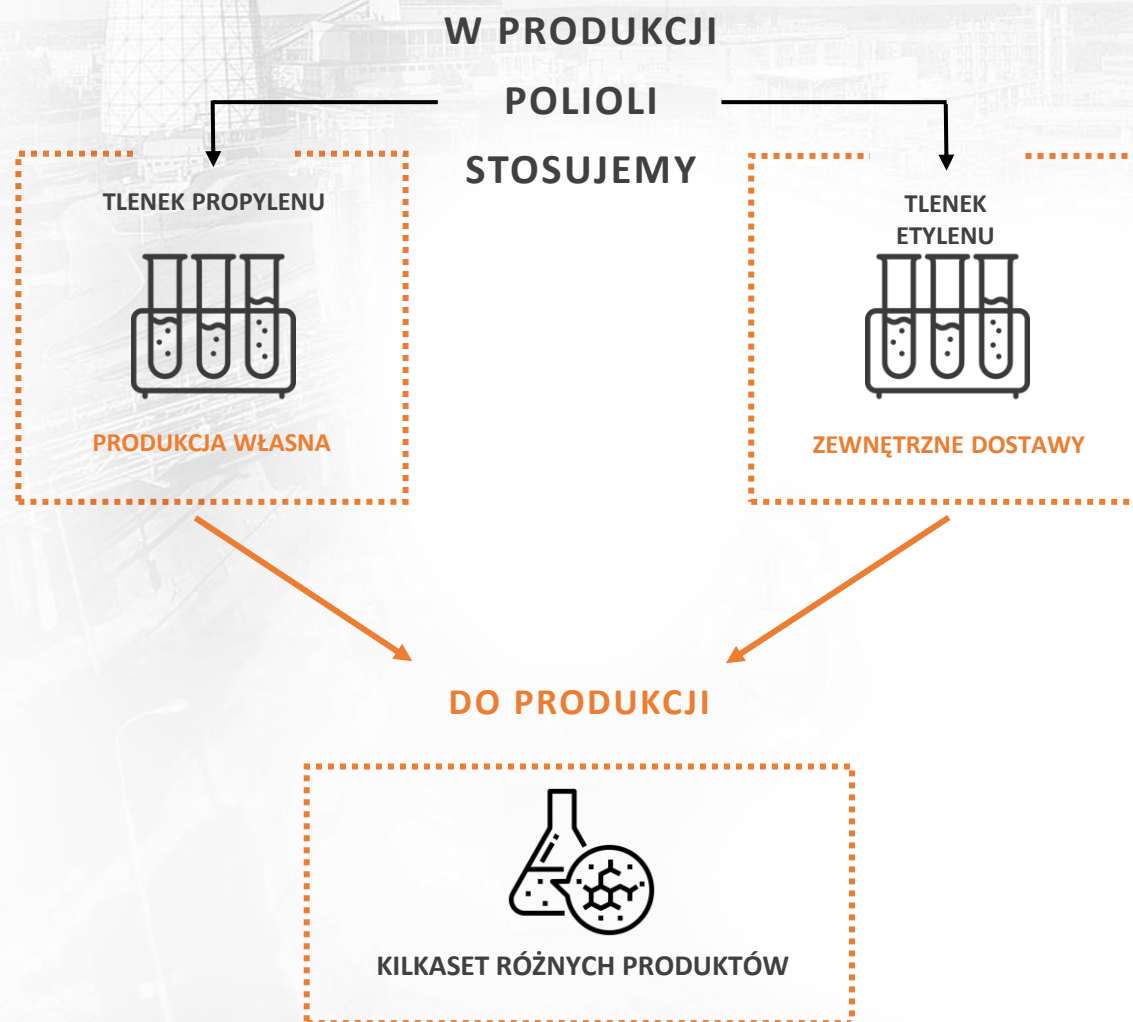 W PRODUKCJI
POLIOLI
STOSUJEMY
TLENEK PROPYLENU
PRODUKCJA WŁASNA
TLENEK
ETYLENU
ZEWNĘTRZNE DOSTAWY
DO PRODUKCJI
KILKASET RÓŻNYCH PRODUKTÓW